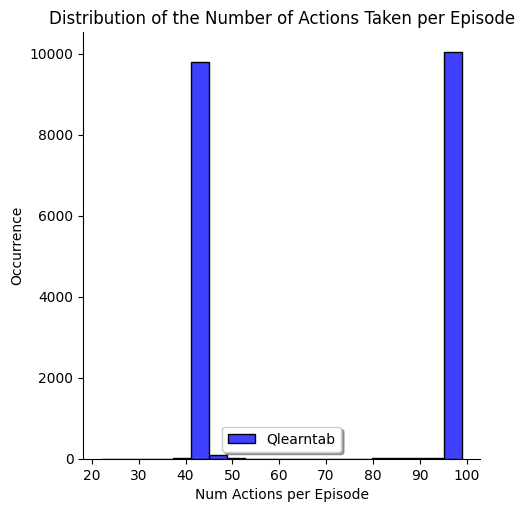 Distribution of the Number of Actions Taken per Episode
10000
8000
6000
4000
2000
0
Occurrence
Qlearntab
20 30 40 50 60 70 80 90 100
Num Actions per Episode